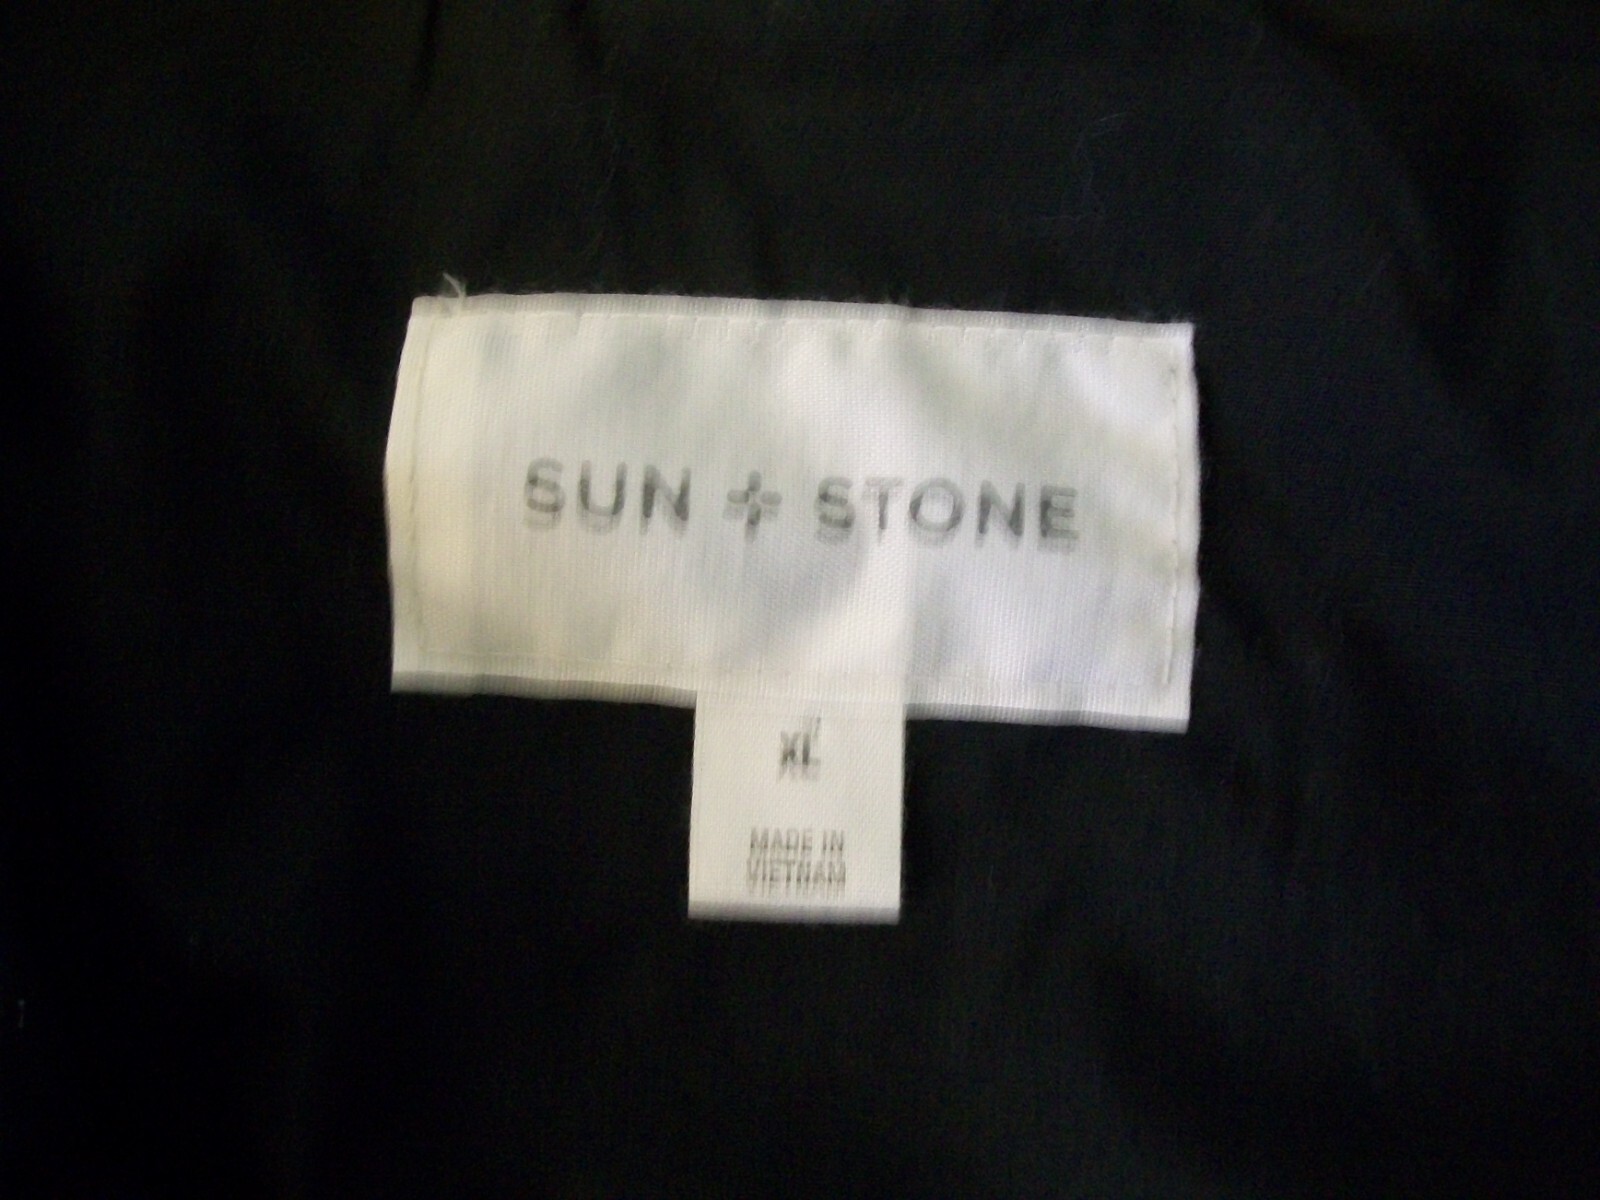 SUN + STONE
XL
MADE IN
VIETNAM